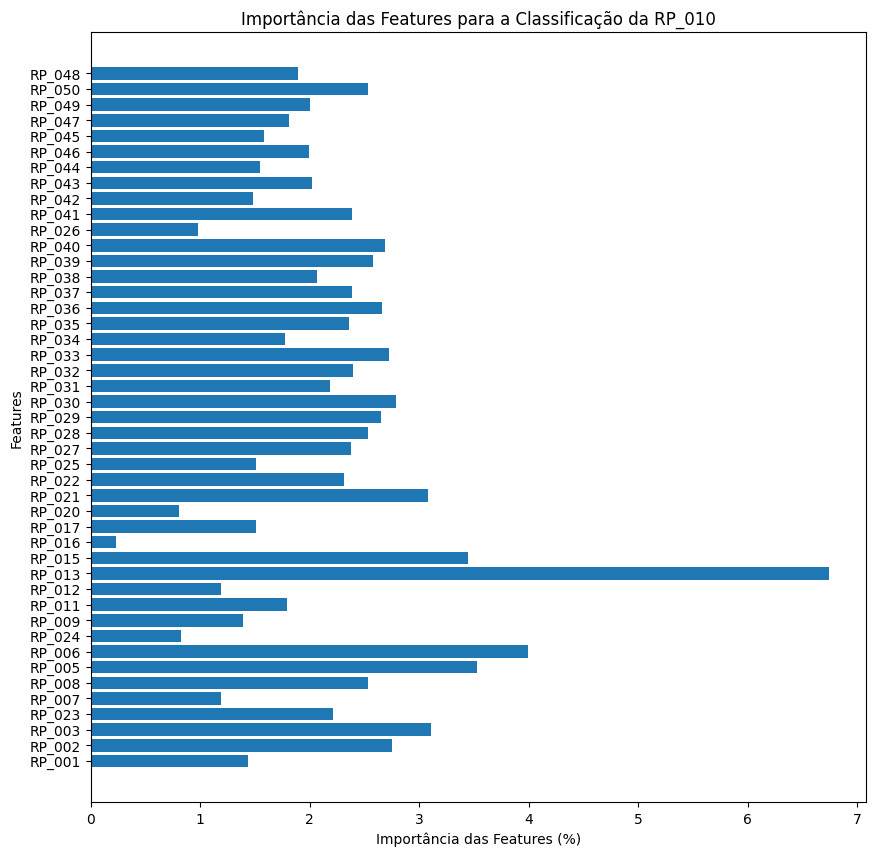 Importância das Features para a Classificação da RP_010
RP_048
RP_050
RP_049
RP_047
RP_045
RP_046
RP_044
RP_043
RP_042
RP_041
RP_026
RP_040
RP_039
RP_038
RP_037
RP_036
RP_035
RP_034
RP_033
RP_032
RP_031
RP_030
RP_029
RP_028
RP_027
RP_025
RP_022
RP_021
RP_020
RP_017
RP_016
RP_015
RP_013
RP_012
RP_011
RP_009
RP_024
RP_006
RP_005
RP_008
RP_007
RP_023
RP_003
RP_002
RP_001
Features
0 1 2 3 4 5 6 7
Importância das Features (%)